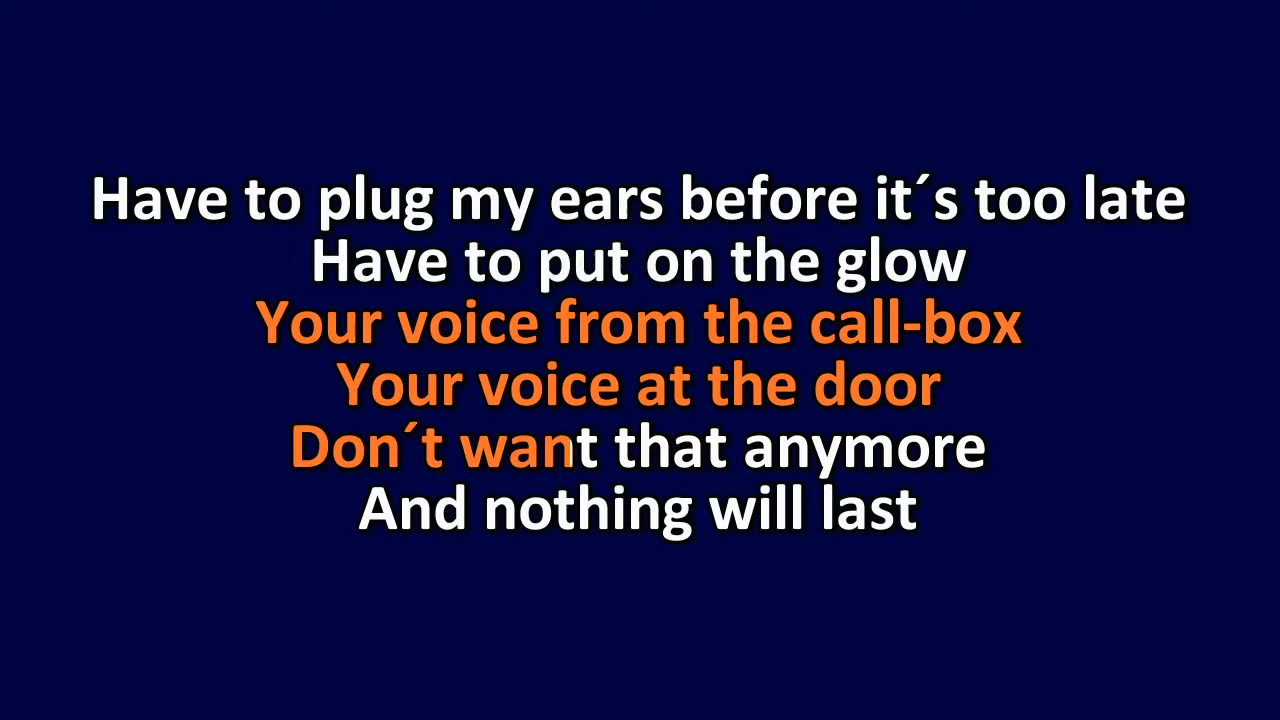 Have to plug my ears before it´s too late
Have to put on the glow
Your voice from the call-box
Your voice at the door
Don´t want that anymore
And nothing will last